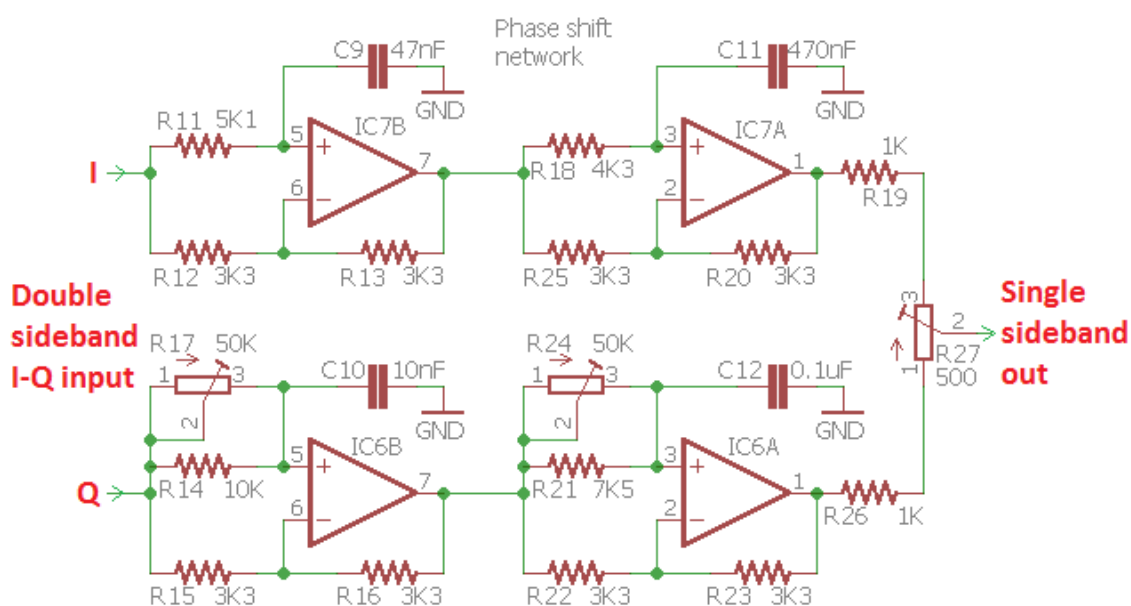 Phase shift
network
C9 47nF
C11 470nF
GND
GND
R11 5K1
IC7B
5
+
7
6
−
I
R18 4K3
IC7A
3
+
1
2
−
1K
R19
R12 3K3
R13 3K3
R25 3K3
R20 3K3
Double
sideband
I-Q input
3
2
1
R27
500
Single
sideband
out
R17 50K
1
3
2
C10 10nF
GND
R24 50K
1
3
2
C12 0.1uF
GND
R14 10K
IC6B
5
+
7
6
−
Q
R21 7K5
IC6A
3
+
1
2
−
R26 1K
R15 3K3
R16 3K3
R22 3K3
R23 3K3